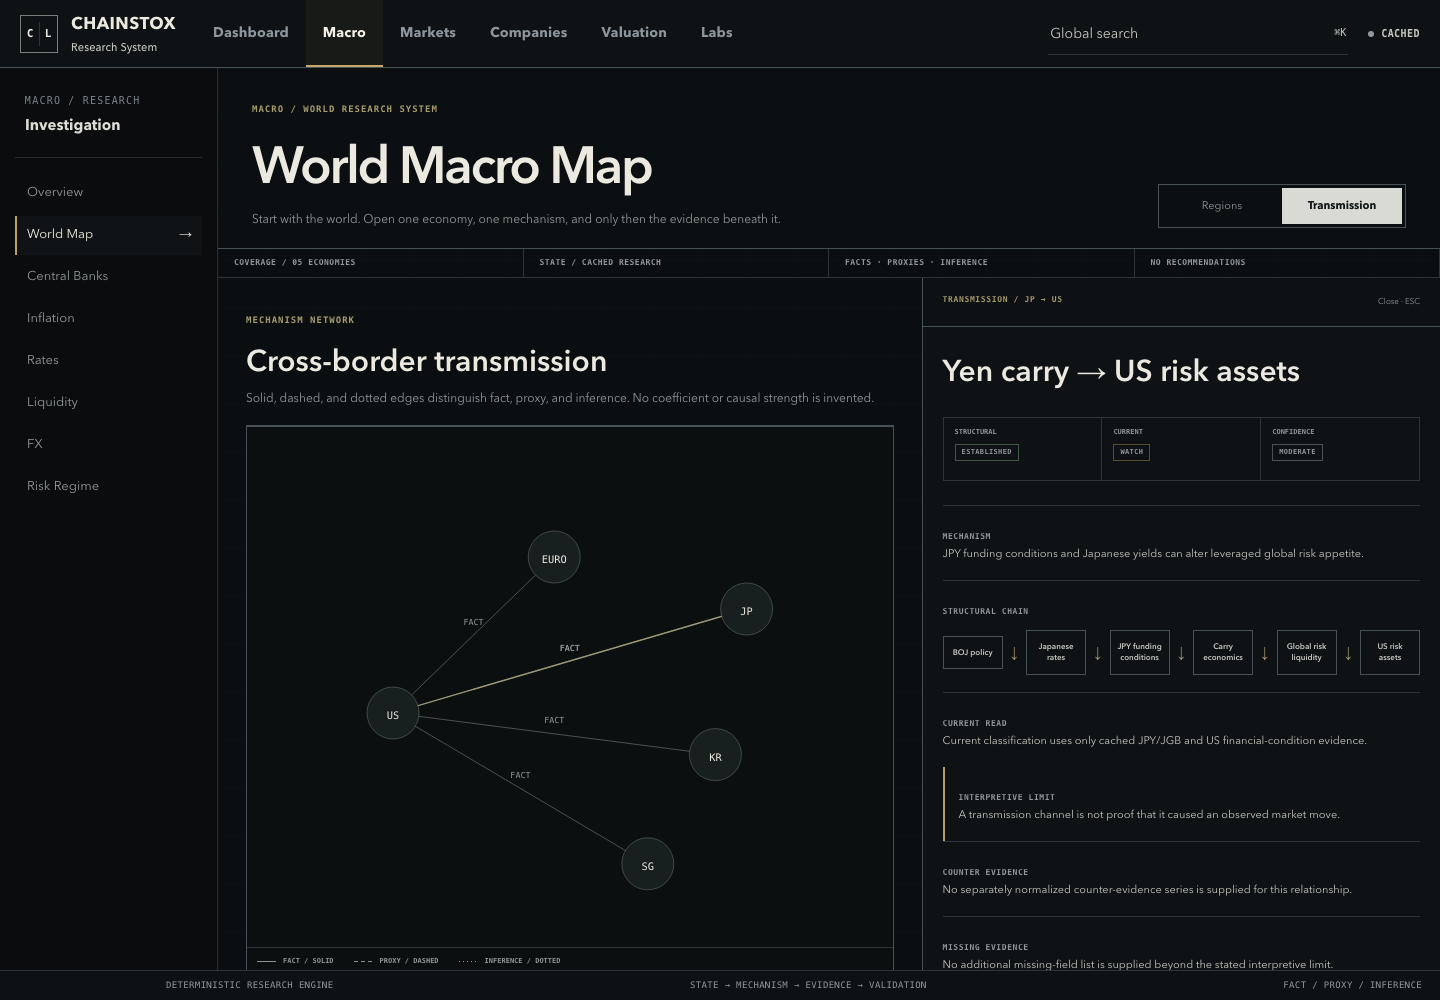 C L
CHAINSTOX
Research System
Dashboard Macro Markets Companies Valuation Labs
Global search ⌘K
● CACHED
MACRO / RESEARCH
Investigation
Overview
World Map →
Central Banks
Inflation
Rates
Liquidity
FX
Risk Regime
MACRO / WORLD RESEARCH SYSTEM
World Macro Map
Start with the world. Open one economy, one mechanism, and only then the evidence beneath it.
Regions Transmission
COVERAGE / 05 ECONOMIES STATE / CACHED RESEARCH FACTS · PROXIES · INFERENCE NO RECOMMENDATIONS
MECHANISM NETWORK
Cross-border transmission
Solid, dashed, and dotted edges distinguish fact, proxy, and inference. No coefficient or causal strength is invented.
EURO
JP
FACT
FACT
US
FACT
KR
FACT
SG
FACT / SOLID PROXY / DASHED INFERENCE / DOTTED
TRANSMISSION / JP → US Close · ESC
Yen carry → US risk assets
STRUCTURAL CURRENT CONFIDENCE
ESTABLISHED WATCH MODERATE
MECHANISM
JPY funding conditions and Japanese yields can alter leveraged global risk appetite.
STRUCTURAL CHAIN
BOJ policy ↓ Japanese rates ↓ JPY funding conditions ↓ Carry economics ↓ Global risk liquidity ↓ US risk assets
CURRENT READ
Current classification uses only cached JPY/JGB and US financial-condition evidence.
INTERPRETIVE LIMIT
A transmission channel is not proof that it caused an observed market move.
COUNTER EVIDENCE
No separately normalized counter-evidence series is supplied for this relationship.
MISSING EVIDENCE
No additional missing-field list is supplied beyond the stated interpretive limit.
DETERMINISTIC RESEARCH ENGINE STATE → MECHANISM → EVIDENCE → VALIDATION FACT / PROXY / INFERENCE